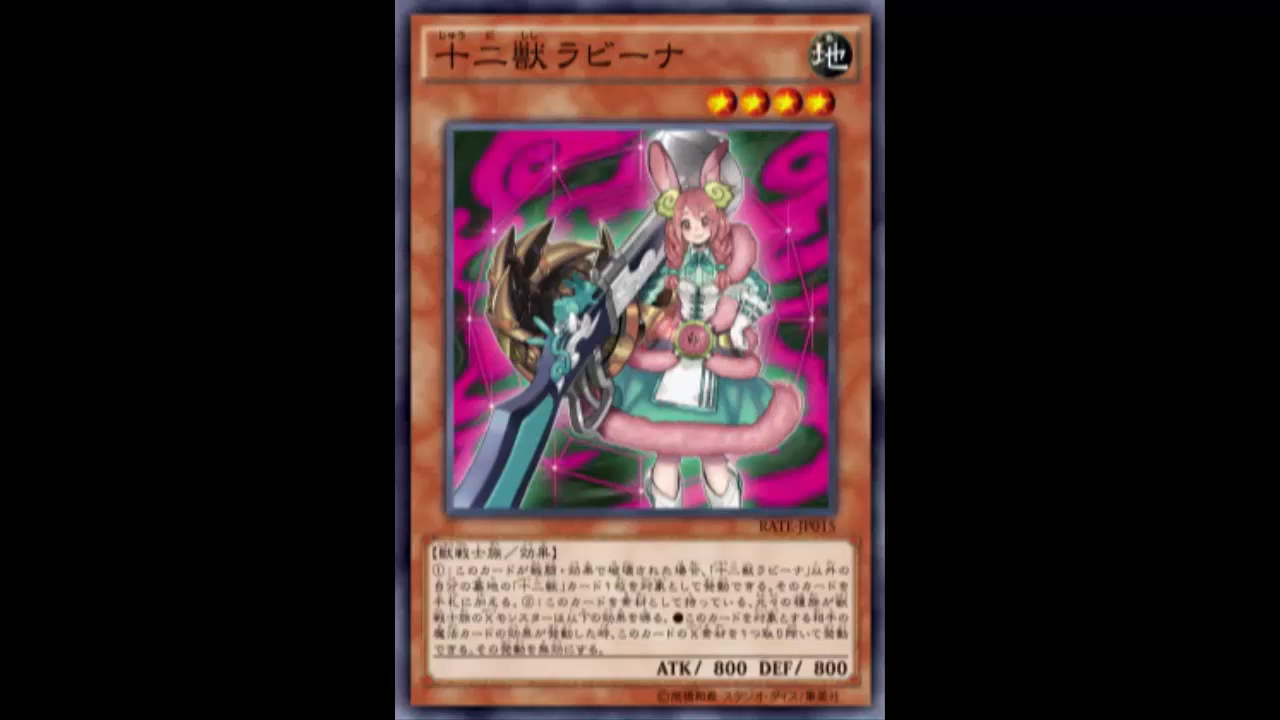 じゅう に しし
十二獣ラビーナ
地
RATE-JP015
【獣戦士族/効果】
①:このカードが戦闘・効果で破壊された場合、「十二獣ラビーナ」以外の
自分の墓地の「十二獣」カード1枚を対象として発動できる。そのカードを
手札に加える。②:このカードを素材として持っている、元々の種族が獣
戦士族のXモンスターは以下の効果を得る。●このカードを対象とする相手の
魔法カードの効果が発動した時、このカードのX素材を1つ取り除いて発動
できる。その発動を無効にする。
ATK/ 800 DEF/ 800
©高橋和希 スタジオ・ダイス/集英社